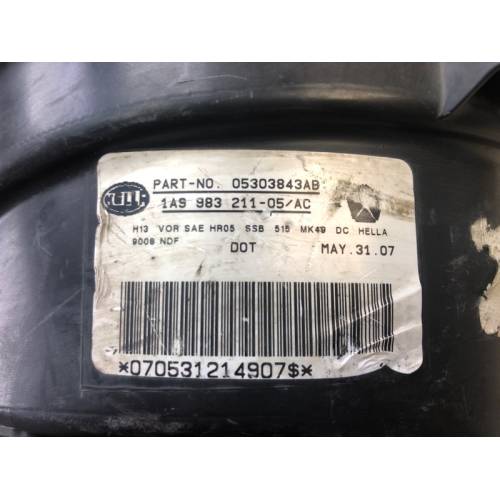 HELLA
PART-NO. 05303843AB
1A9 983 211-05/AC
H13 VOR SAE HR05 SSB 515 MK49 DC HELLA
9008 NDF
DOT
MAY.31.07
*070531214907$*